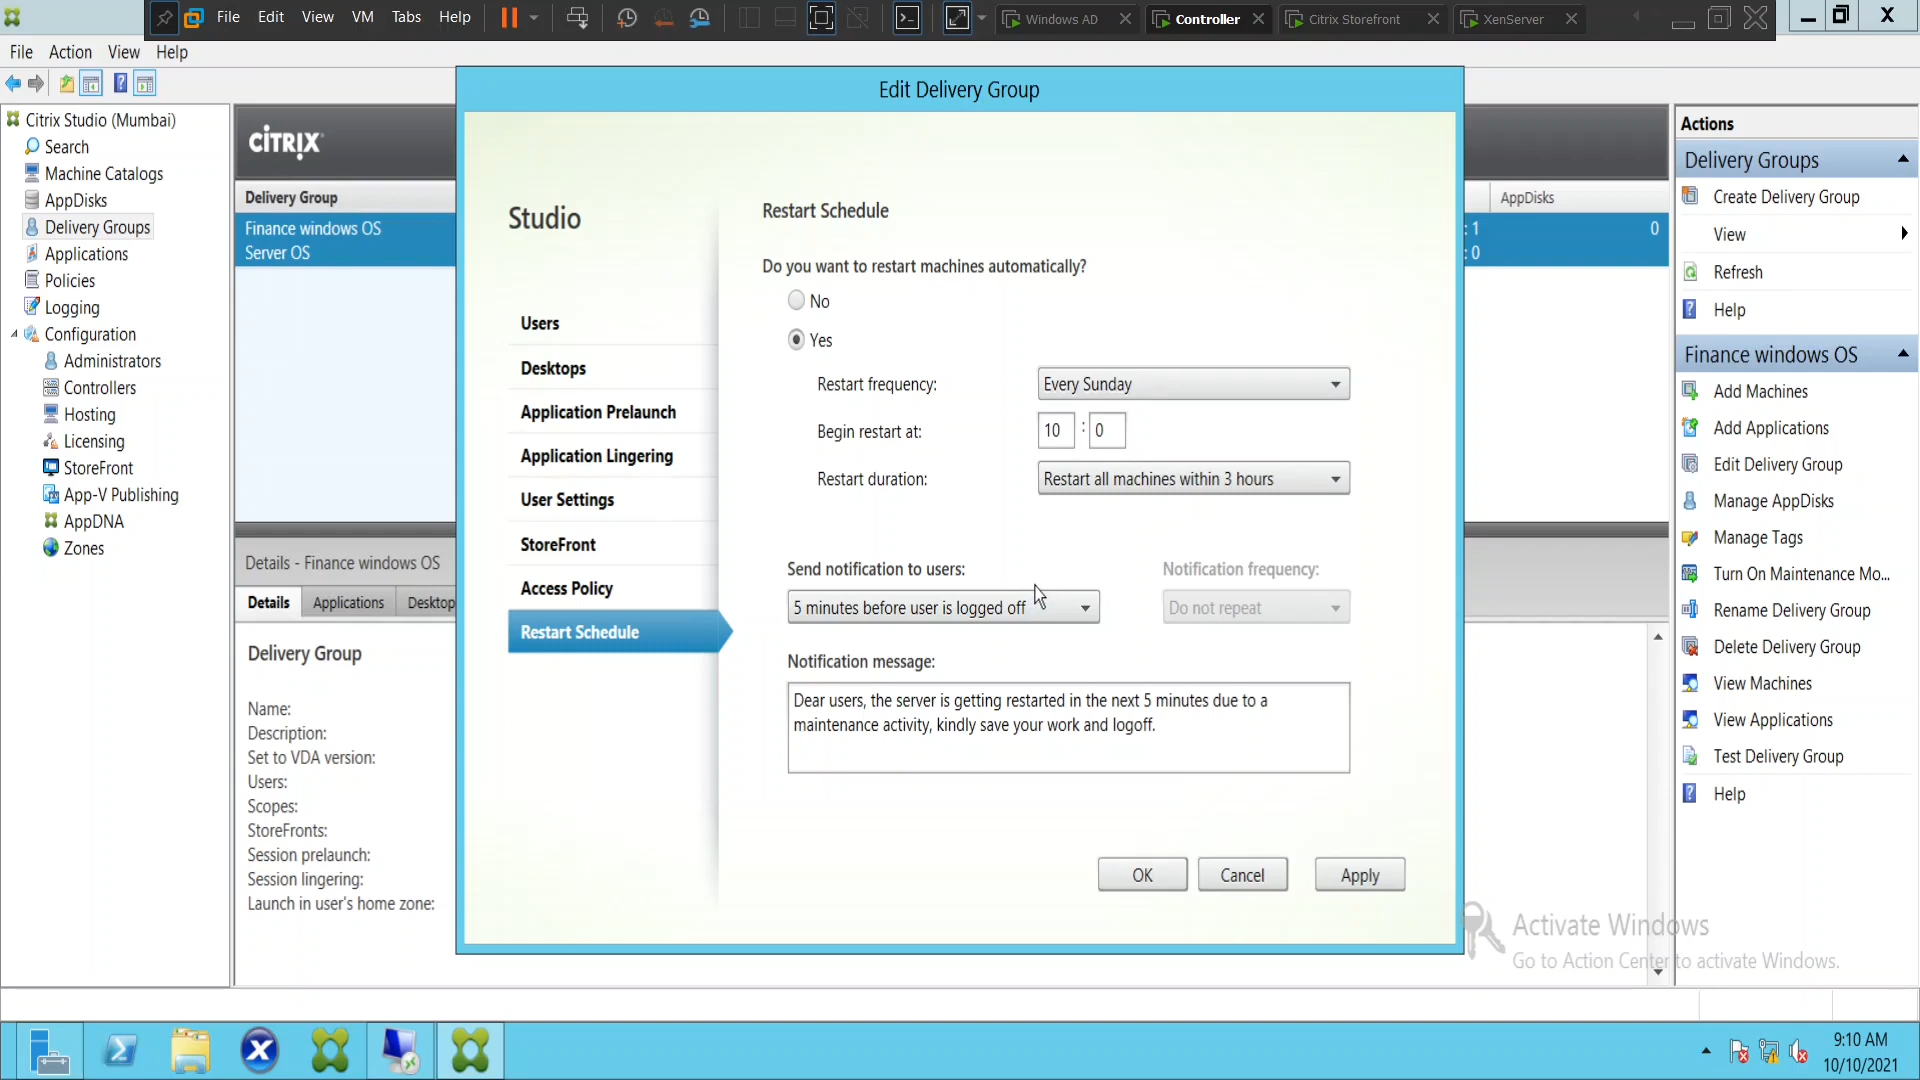 File Edit View VM Tabs Help
Windows AD
Controller
Citrix Storefront
XenServer
File Action View Help
Citrix Studio (Mumbai)
Search
Machine Catalogs
AppDisks
Delivery Groups
Applications
Policies
Logging
Configuration
Administrators
Controllers
Hosting
Licensing
StoreFront
App-V Publishing
AppDNA
Zones
CITRIX
Delivery Group
Finance windows OS
Server OS
Details - Finance windows OS
Details Applications Desktop
Delivery Group
Name:
Description:
Set to VDA version:
Users:
Scopes:
StoreFronts:
Session prelaunch:
Session lingering:
Launch in user's home zone:
Edit Delivery Group
Studio
Users
Desktops
Application Prelaunch
Application Lingering
User Settings
StoreFront
Access Policy
Restart Schedule
Restart Schedule
Do you want to restart machines automatically?
No
Yes
Restart frequency: Every Sunday
Begin restart at: 10 : 0
Restart duration: Restart all machines within 3 hours
Send notification to users: Notification frequency:
5 minutes before user is logged off Do not repeat
Notification message:
Dear users, the server is getting restarted in the next 5 minutes due to a
maintenance activity, kindly save your work and logoff.
OK Cancel Apply
AppDisks
: 1 0
: 0
Actions
Delivery Groups
Create Delivery Group
View
Refresh
Help
Finance windows OS
Add Machines
Add Applications
Edit Delivery Group
Manage AppDisks
Manage Tags
Turn On Maintenance Mo...
Rename Delivery Group
Delete Delivery Group
View Machines
View Applications
Test Delivery Group
Help
Activate Windows
Go to Action Center to activate Windows.
9:10 AM
10/10/2021